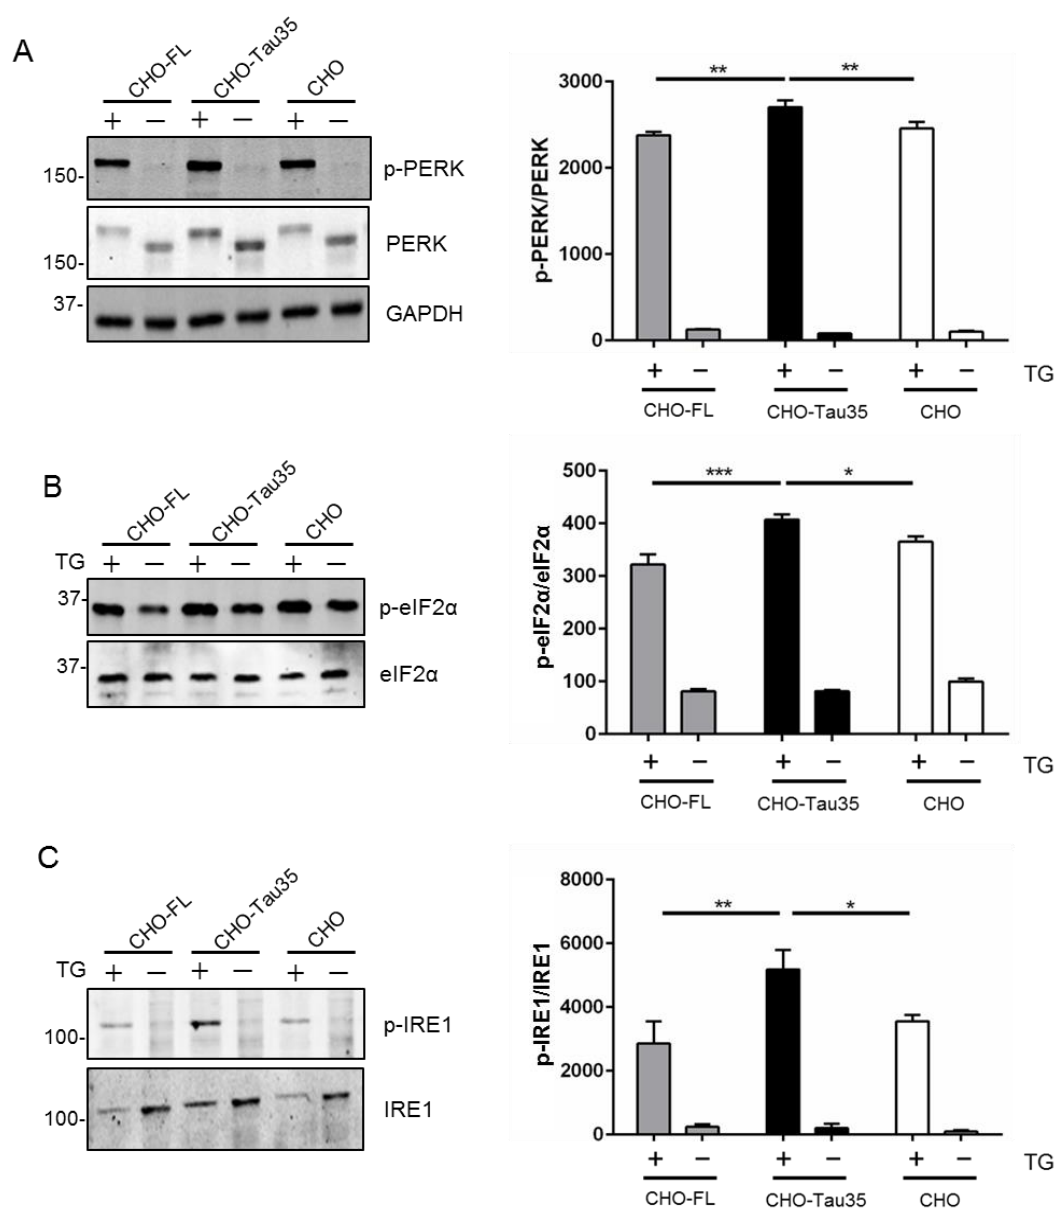 A
CHO-FL CHO-Tau35 CHO
+ − + − + −
150- p-PERK
PERK
150-
37- GAPDH
** **
3000
2000
1000
0
p-PERK/PERK
+ − + − + − TG
CHO-FL CHO-Tau35 CHO
B
CHO-FL CHO-Tau35 CHO
TG + − + − + −
37- p-eIF2α
37- eIF2α
*** *
500
400
300
200
100
0
p-eIF2α/eIF2α
+ − + − + − TG
CHO-FL CHO-Tau35 CHO
C
CHO-FL CHO-Tau35 CHO
TG + − + − + −
100- p-IRE1
100- IRE1
** *
8000
6000
4000
2000
0
p-IRE1/IRE1
+ − + − + − TG
CHO-FL CHO-Tau35 CHO